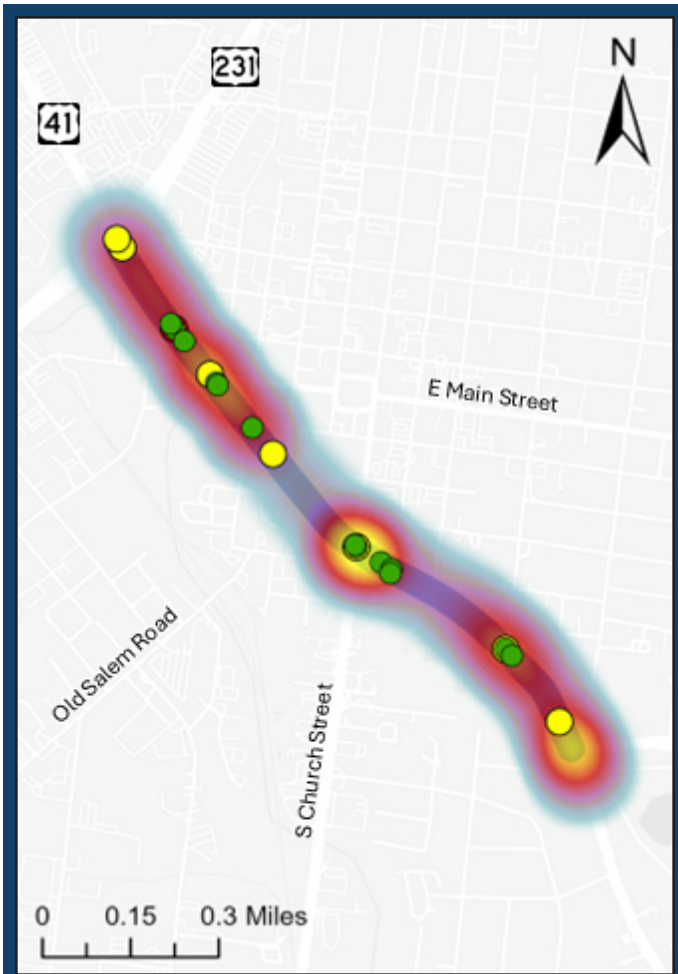 231
N
41
E Main Street
Old Salem Road
S Church Street
0 0.15 0.3 Miles